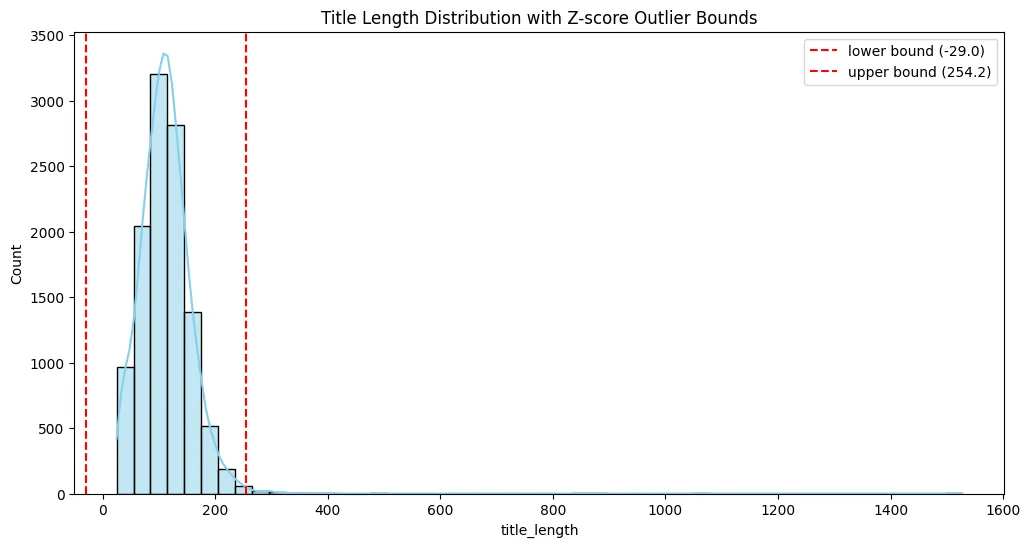 Title Length Distribution with Z-score Outlier Bounds
lower bound (-29.0)
upper bound (254.2)
3500
3000
2500
2000
1500
1000
500
0
Count
0 200 400 600 800 1000 1200 1400 1600
title_length